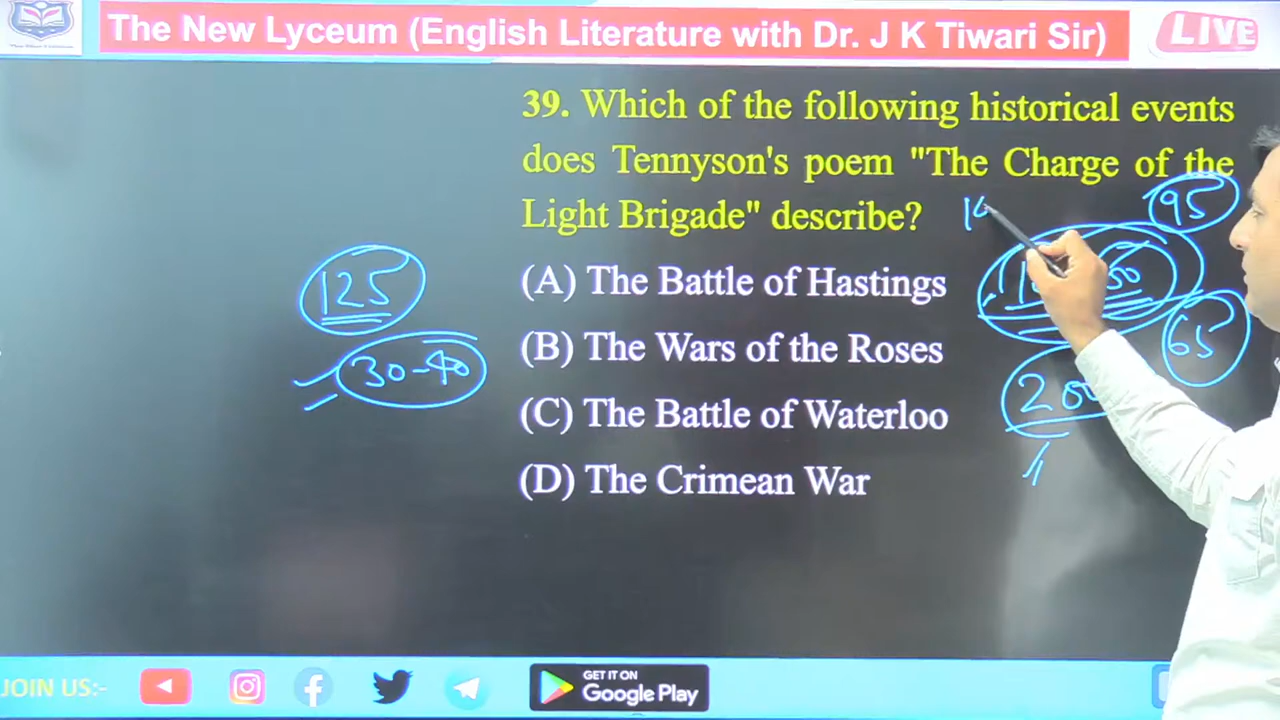 The New Lyceum (English Literature with Dr. J K Tiwari Sir)
LIVE
39. Which of the following historical events
does Tennyson's poem "The Charge of the
Light Brigade" describe?
95
125
(A) The Battle of Hastings
30-40
(B) The Wars of the Roses
65
200
(C) The Battle of Waterloo
(D) The Crimean War
JOIN US:-
GET IT ON
Google Play